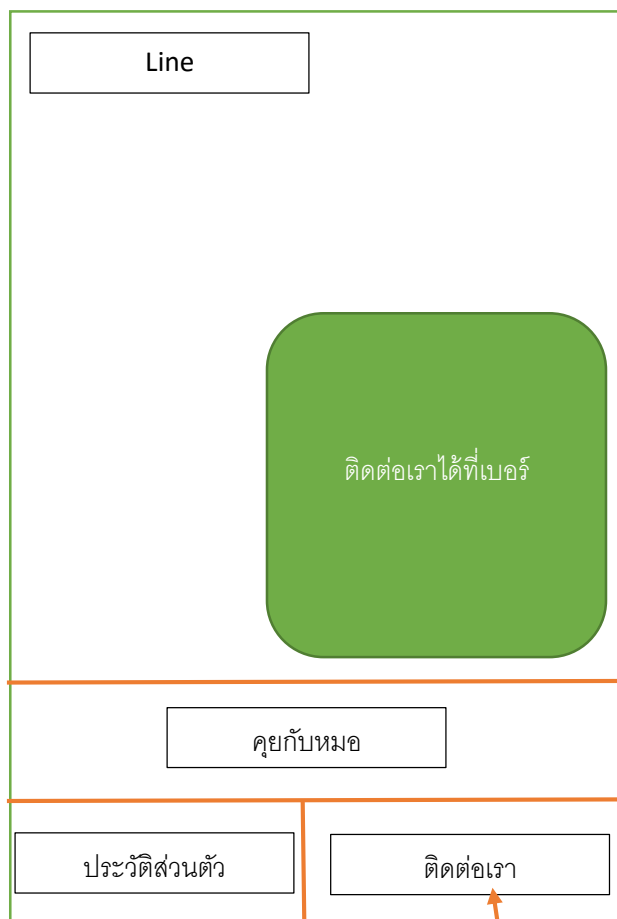 Line
ติดต่อเราได้ที่เบอร์
คุยกับหมอ
ประวัติส่วนตัว
ติดต่อเรา